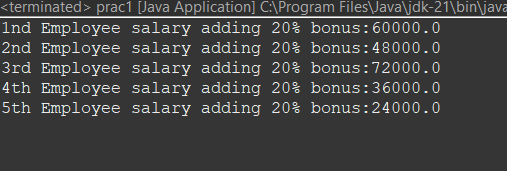 <terminated> prac1 [Java Application] C:\Program Files\Java\jdk-21\bin\java
1nd Employee salary adding 20% bonus:60000.0
2nd Employee salary adding 20% bonus:48000.0
3rd Employee salary adding 20% bonus:72000.0
4th Employee salary adding 20% bonus:36000.0
5th Employee salary adding 20% bonus:24000.0